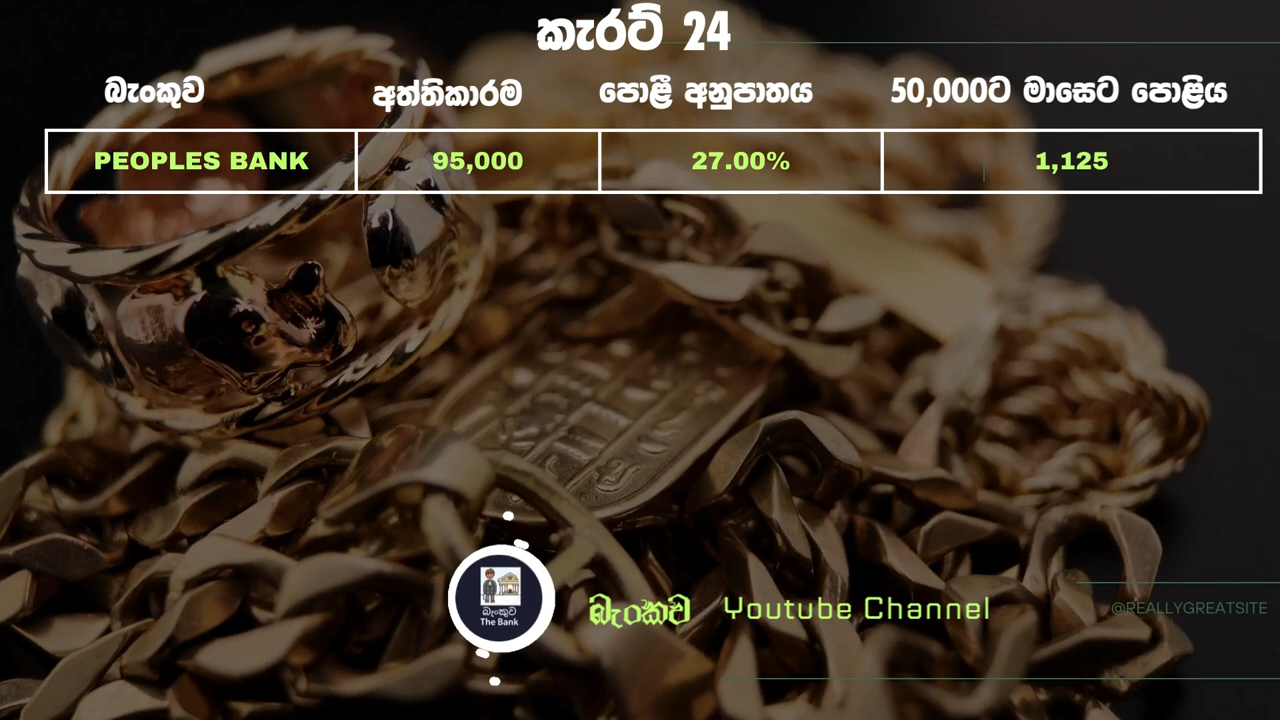 කැරට් 24
බැංකුව අත්තිකාරම පොළී අනුපාතය 50,000ට මාසෙට පොළිය
PEOPLES BANK 95,000 27.00% 1,125
බැංකුව
The Bank
බැංකුව Youtube Channel
@REALLYGREATSITE